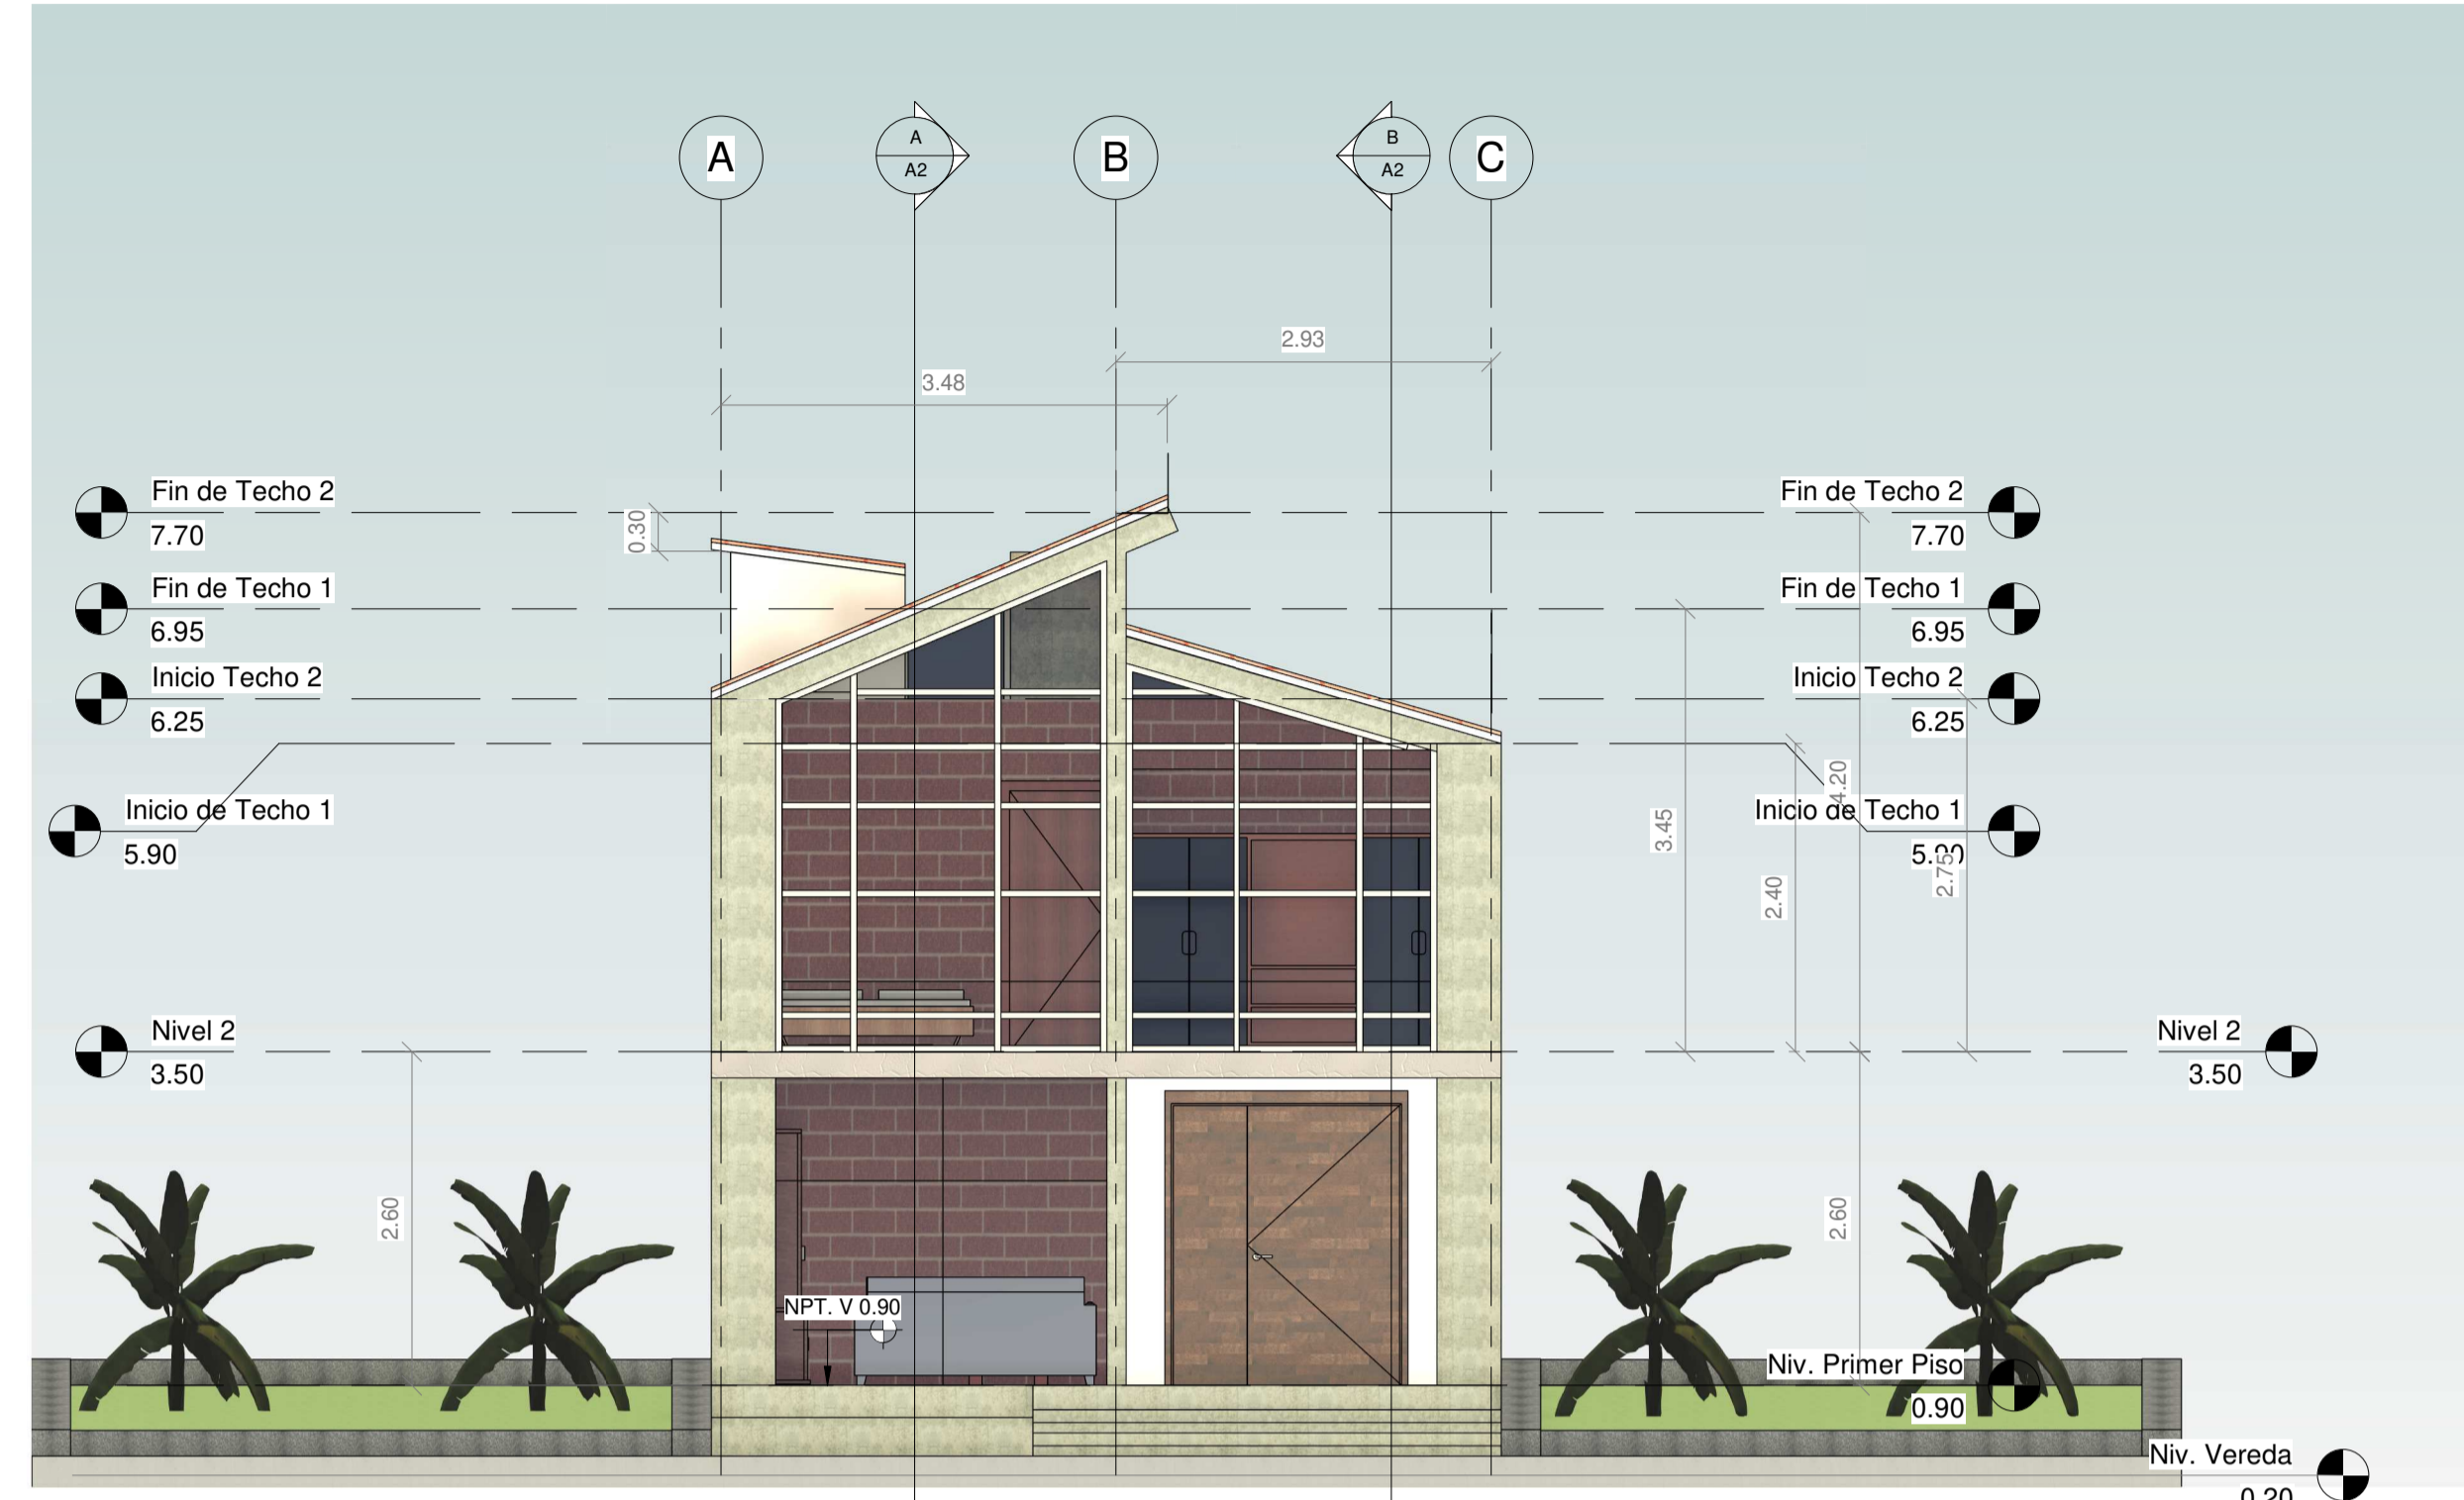 A
A
A2
B
B
A2
C
2.93
3.48
Fin de Techo 2
7.70
0.30
Fin de Techo 2
7.70
Fin de Techo 1
6.95
Fin de Techo 1
6.95
Inicio Techo 2
6.25
Inicio Techo 2
6.25
Inicio de Techo 1
5.90
4.20
Inicio de Techo 1
5.90
3.45
2.40
2.75
Nivel 2
3.50
Nivel 2
3.50
2.60
2.60
NPT. V 0.90
Niv. Primer Piso
0.90
Niv. Vereda
0.20